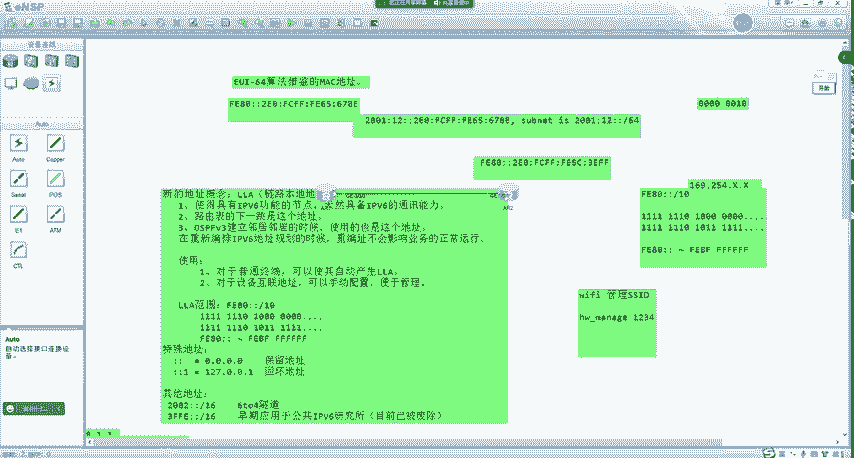 eNSP
EUI-64算法推算的MAC地址。
FE80::2E0:FCFF:FE65:678E
0000 0010
2001:12::2E0:FCFF:FE65:678E, subnet is 2001:12::/64
FE80::2E0:FCFF:FE5C:3EFF
169.254.X.X
FE80::/10
1111 1110 1000 0000....
1111 1110 1011 1111....
FE80:: ~ FEBF FFFFFF
新的地址概念：LLA（链路本地地
1、使得具有IPV6功能的节点，天然具备IPV6的通讯能力。
2、路由表的下一跳是这个地址。
3、OSPFv3建立邻居邻居的时候，使用的也是这个地址。
在重新编排IPV6地址规划的时候，重编址不会影响业务的正常运行。
使用：
1、对于普通终端，可以使其自动产生LLA。
2、对于设备互联地址，可以手动配置，便于管理。
LLA范围：FE80::/10
1111 1110 1000 0000....
1111 1110 1011 1111....
FE80:: ~ FEBF FFFFFF
特殊地址：
:: = 0.0.0.0 保留地址
::1 = 127.0.0.1 回环地址
其他地址：
2002::/16 6to4隧道
3FFE::/16 早期应用于公共IPV6研究所（目前已被废除）
wifi 管理SSID
hw_manage 1234
AR2
设备连线
Auto
Auto
Copper
Serial
POS
E1
ATM
CTL
Auto
自动选择接口连接设备。